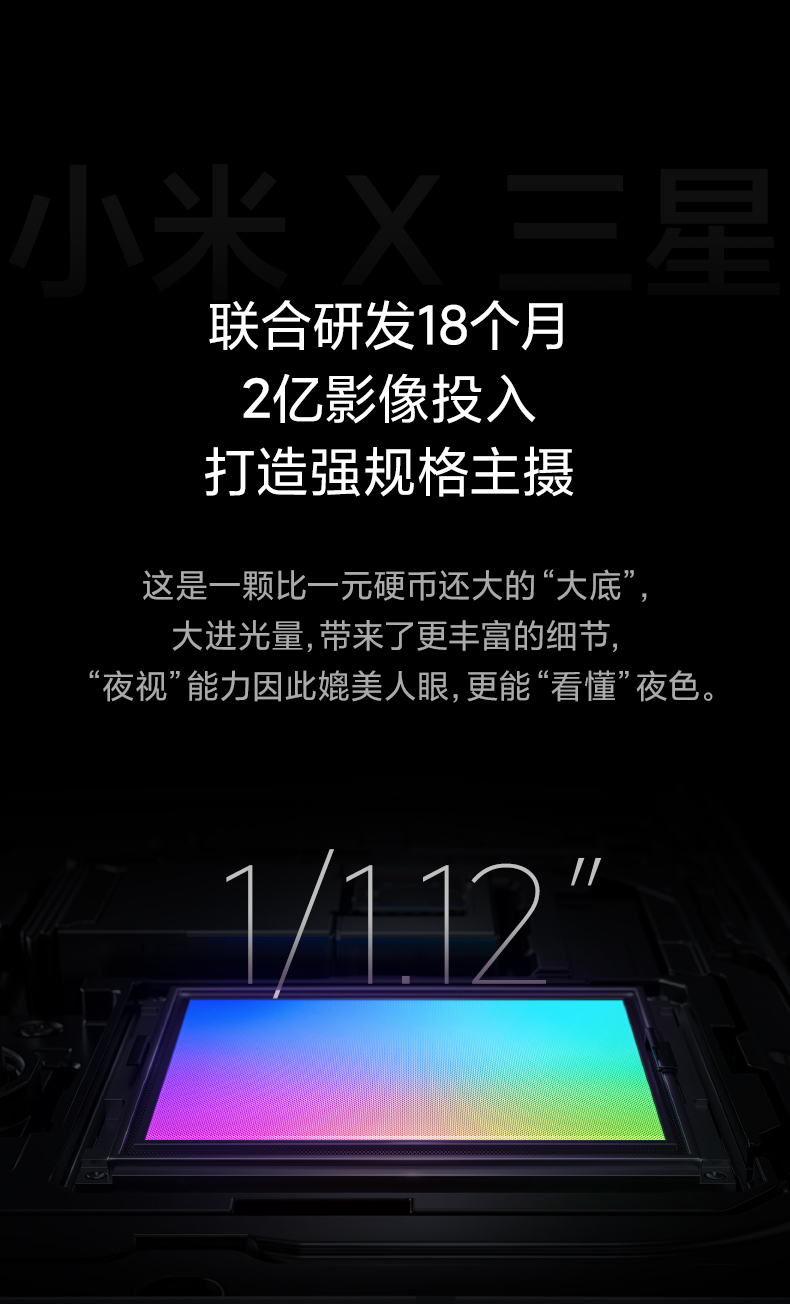 小米 X 三星
联合研发18个月
2亿影像投入
打造强规格主摄
这是一颗比一元硬币还大的“大底”，
大进光量，带来了更丰富的细节，
“夜视”能力因此媲美人眼，更能“看懂”夜色。
1/1.12″